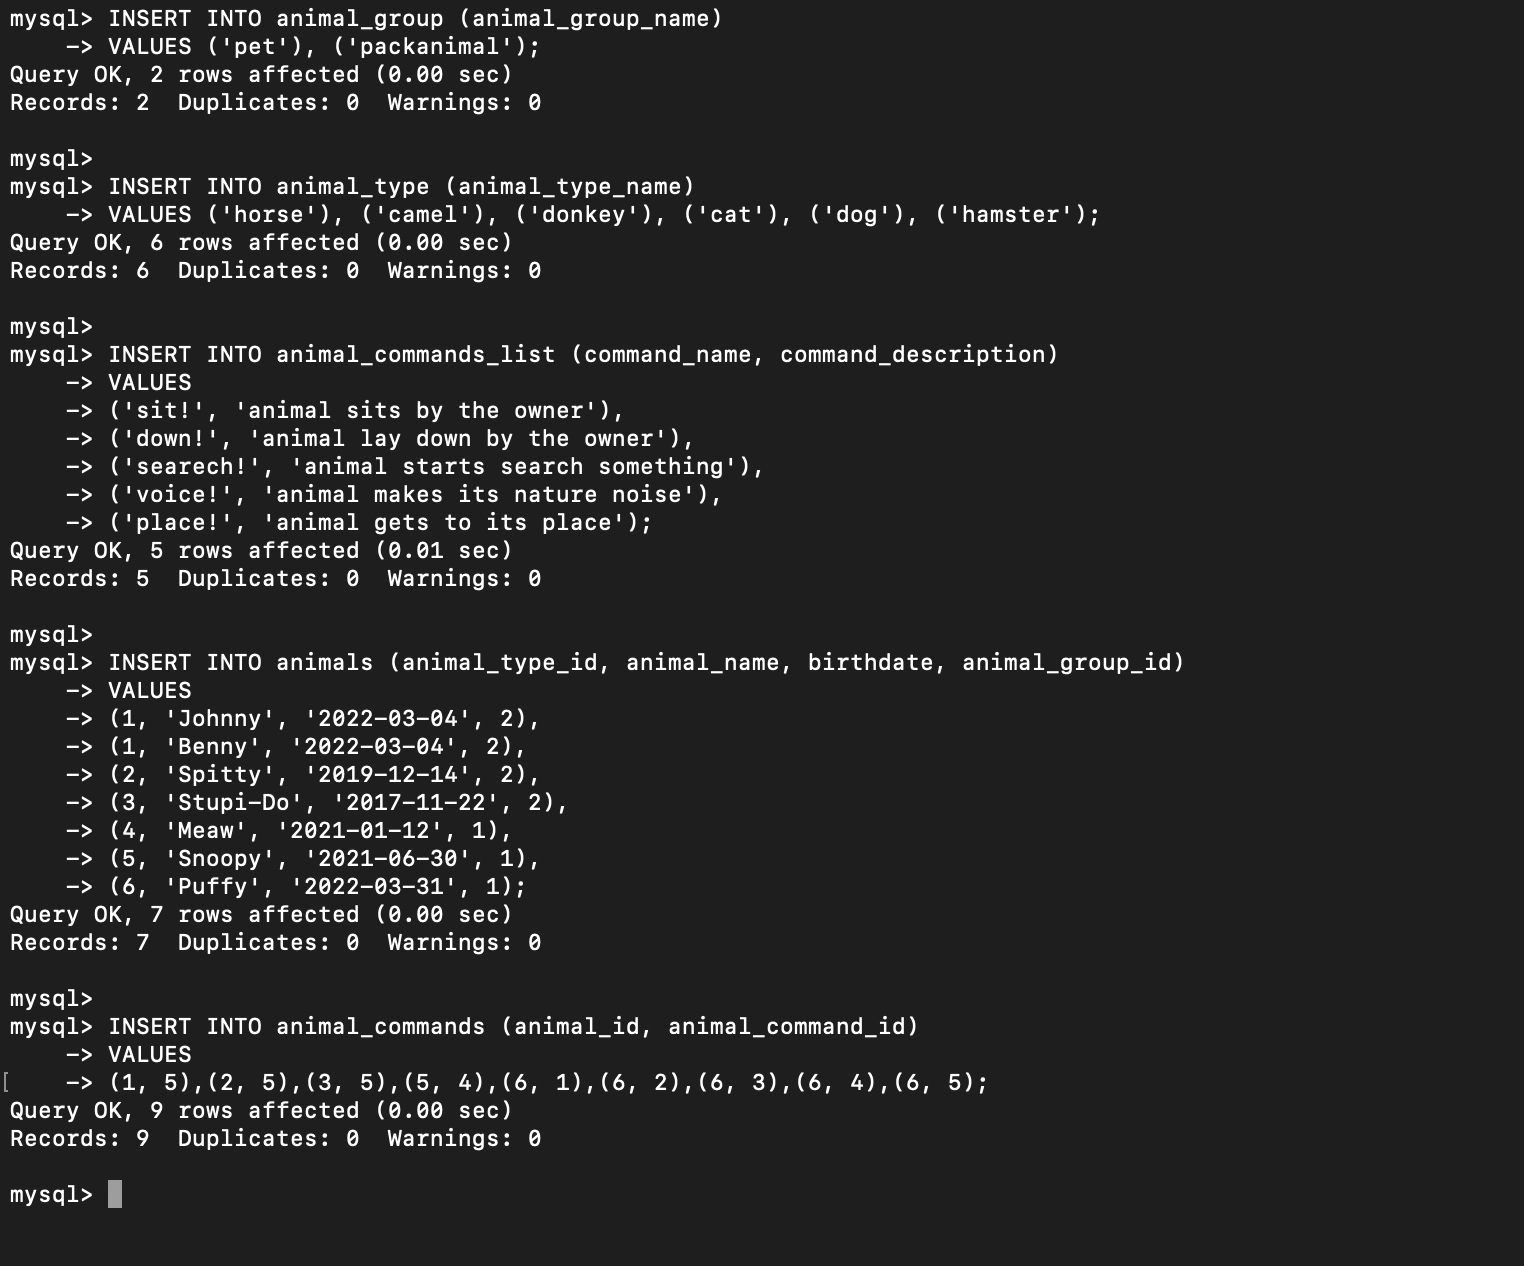 mysql> INSERT INTO animal_group (animal_group_name)
    -> VALUES ('pet'), ('packanimal');
Query OK, 2 rows affected (0.00 sec)
Records: 2  Duplicates: 0  Warnings: 0

mysql>
mysql> INSERT INTO animal_type (animal_type_name)
    -> VALUES ('horse'), ('camel'), ('donkey'), ('cat'), ('dog'), ('hamster');
Query OK, 6 rows affected (0.00 sec)
Records: 6  Duplicates: 0  Warnings: 0

mysql>
mysql> INSERT INTO animal_commands_list (command_name, command_description)
    -> VALUES
    -> ('sit!', 'animal sits by the owner'),
    -> ('down!', 'animal lay down by the owner'),
    -> ('searech!', 'animal starts search something'),
    -> ('voice!', 'animal makes its nature noise'),
    -> ('place!', 'animal gets to its place');
Query OK, 5 rows affected (0.01 sec)
Records: 5  Duplicates: 0  Warnings: 0

mysql>
mysql> INSERT INTO animals (animal_type_id, animal_name, birthdate, animal_group_id)
    -> VALUES
    -> (1, 'Johnny', '2022-03-04', 2),
    -> (1, 'Benny', '2022-03-04', 2),
    -> (2, 'Spitty', '2019-12-14', 2),
    -> (3, 'Stupi-Do', '2017-11-22', 2),
    -> (4, 'Meaw', '2021-01-12', 1),
    -> (5, 'Snoopy', '2021-06-30', 1),
    -> (6, 'Puffy', '2022-03-31', 1);
Query OK, 7 rows affected (0.00 sec)
Records: 7  Duplicates: 0  Warnings: 0

mysql>
mysql> INSERT INTO animal_commands (animal_id, animal_command_id)
    -> VALUES
[    -> (1, 5),(2, 5),(3, 5),(5, 4),(6, 1),(6, 2),(6, 3),(6, 4),(6, 5);
Query OK, 9 rows affected (0.00 sec)
Records: 9  Duplicates: 0  Warnings: 0

mysql>